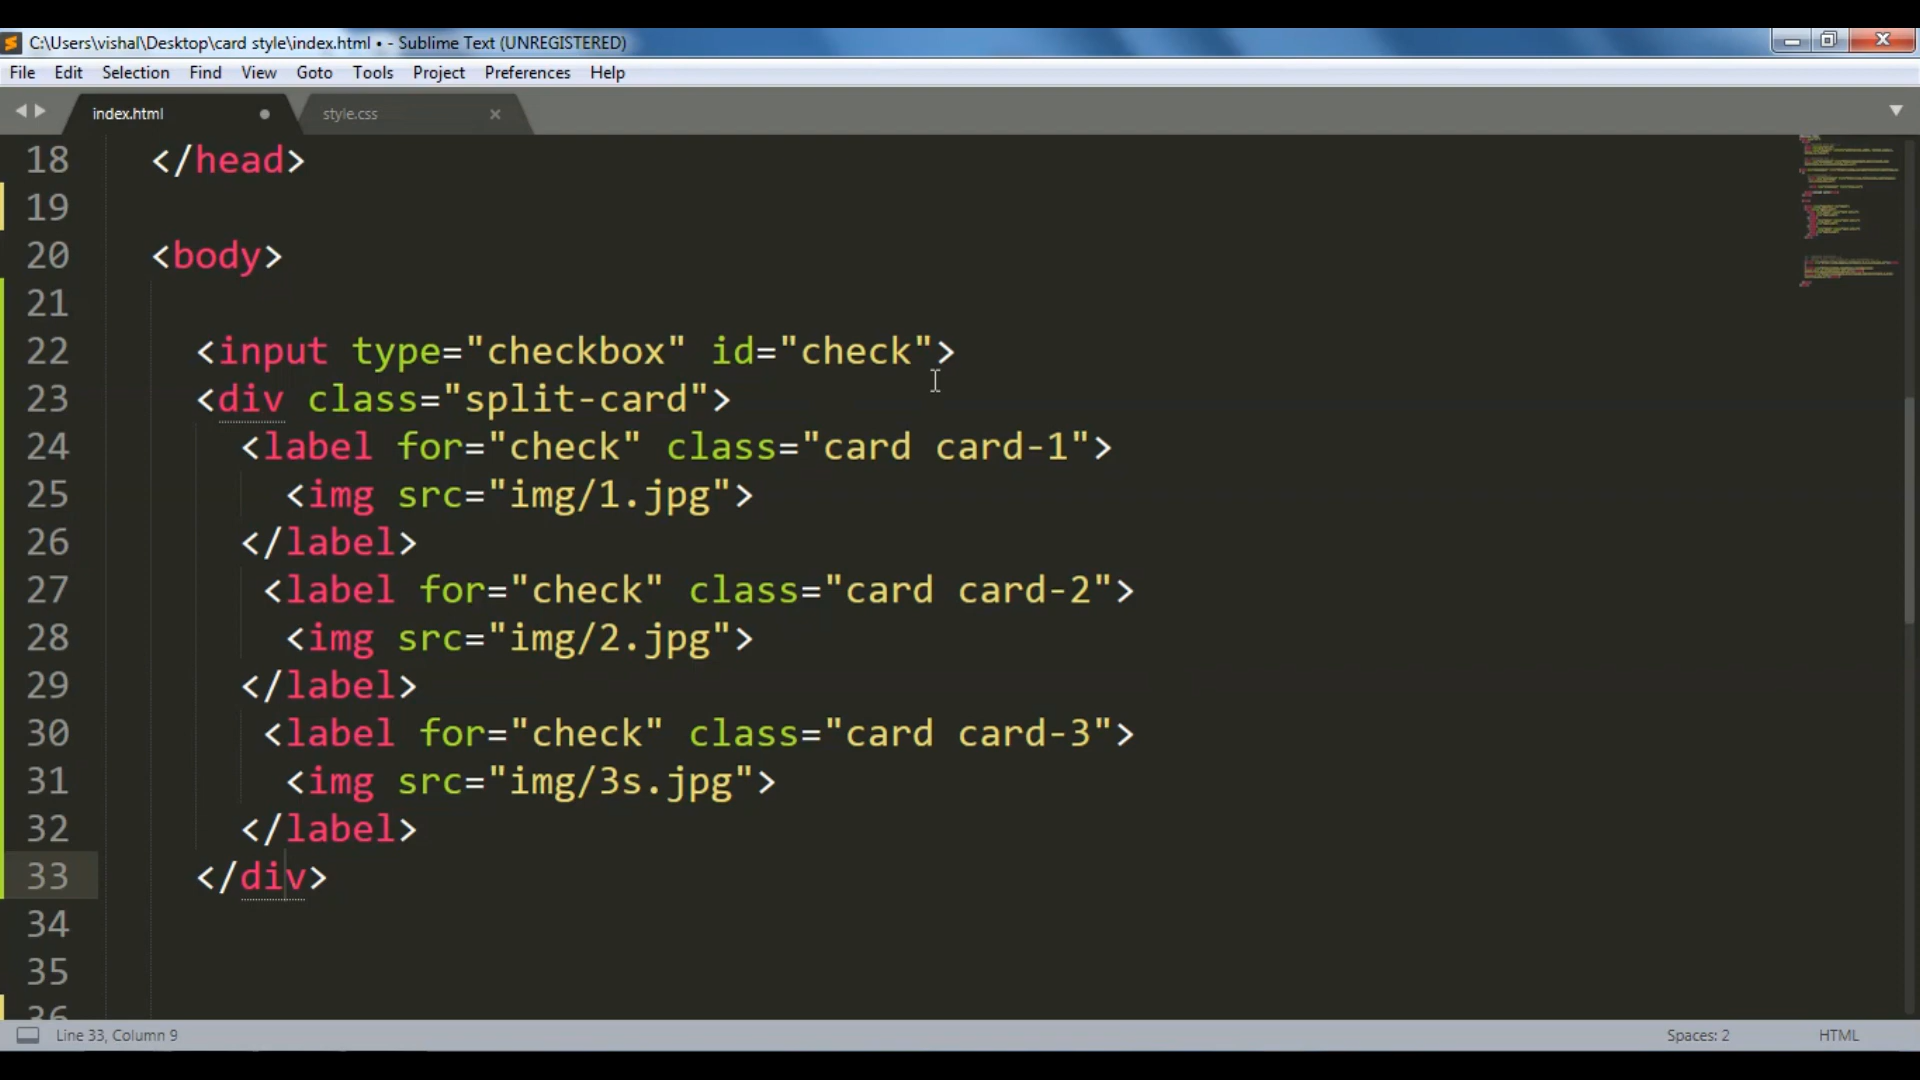 C:\Users\vishal\Desktop\card style\index.html • - Sublime Text (UNREGISTERED)
File Edit Selection Find View Goto Tools Project Preferences Help
index.html style.css
18 </head>
19
20 <body>
21
22 <input type="checkbox" id="check">
23 <div class="split-card">
24 <label for="check" class="card card-1">
25 <img src="img/1.jpg">
26 </label>
27 <label for="check" class="card card-2">
28 <img src="img/2.jpg">
29 </label>
30 <label for="check" class="card card-3">
31 <img src="img/3s.jpg">
32 </label>
33 </div>
34
35
36
Line 33, Column 9 Spaces: 2 HTML